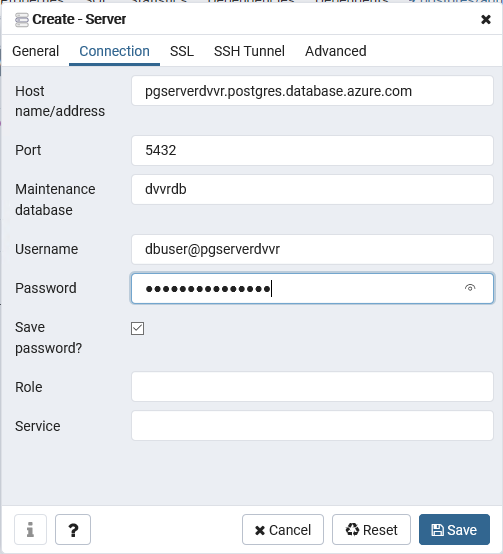 Create - Server
General Connection SSL SSH Tunnel Advanced
Host name/address pgserverdvvr.postgres.database.azure.com
Port 5432
Maintenance database dvvrdb
Username dbuser@pgserverdvvr
Password •••••••••••••••
Save password?
Role
Service
i ? Cancel Reset Save